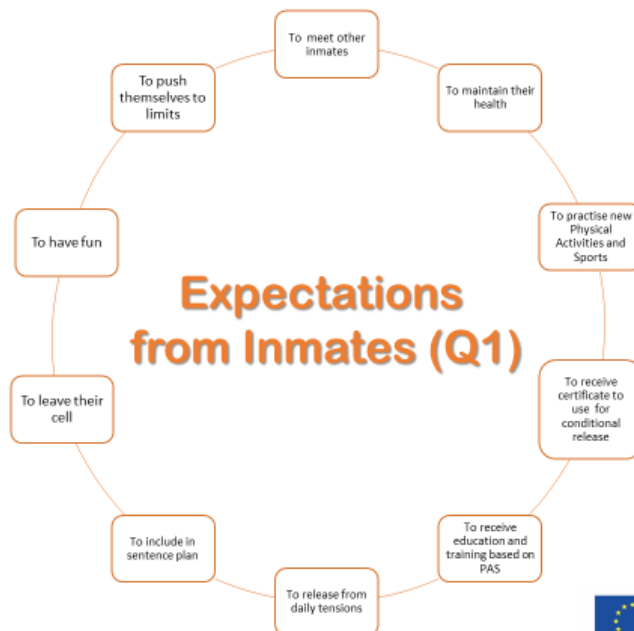 To meet other
inmates
To maintain their
health
To practise new
Physical
Activities and
Sports
To receive
certificate to
use for
conditional
release
To receive
education and
training based on
PAS
To release from
daily tensions
To include in
sentence plan
To leave their
cell
To have fun
To push
themselves to
limits
Expectations
from Inmates (Q1)